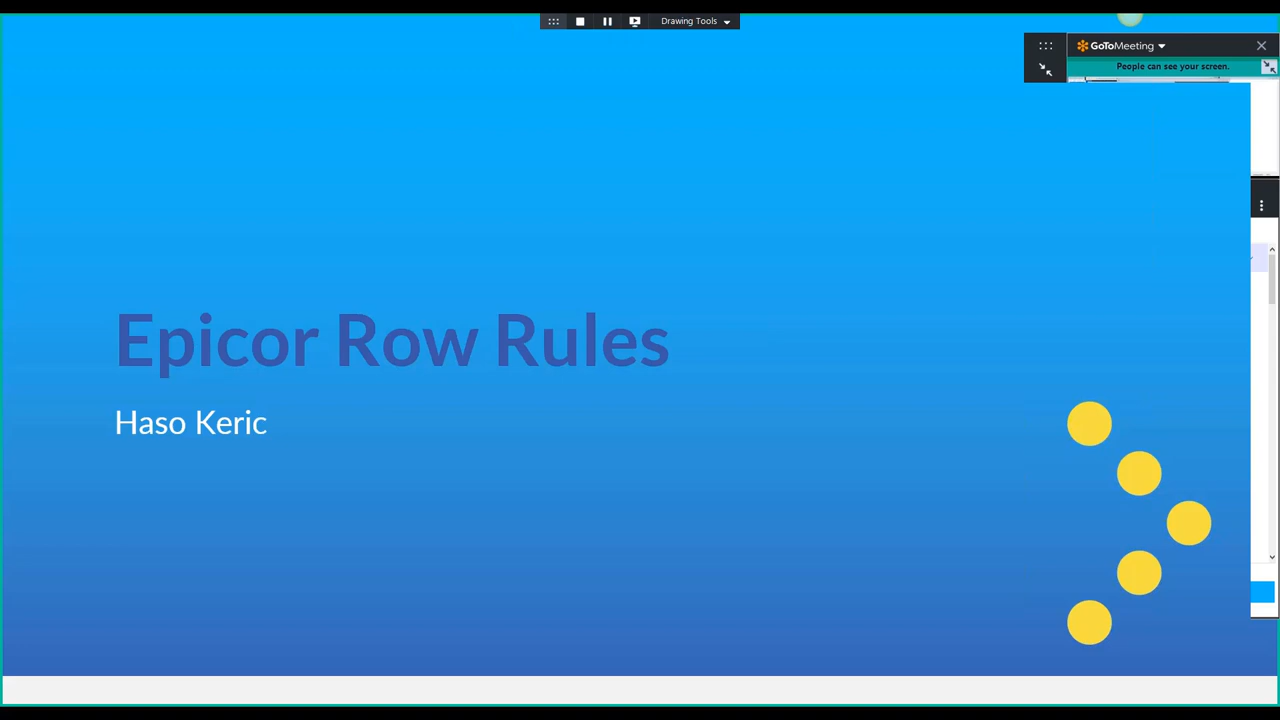 Drawing Tools
GoToMeeting
People can see your screen.
Epicor Row Rules
Haso Keric